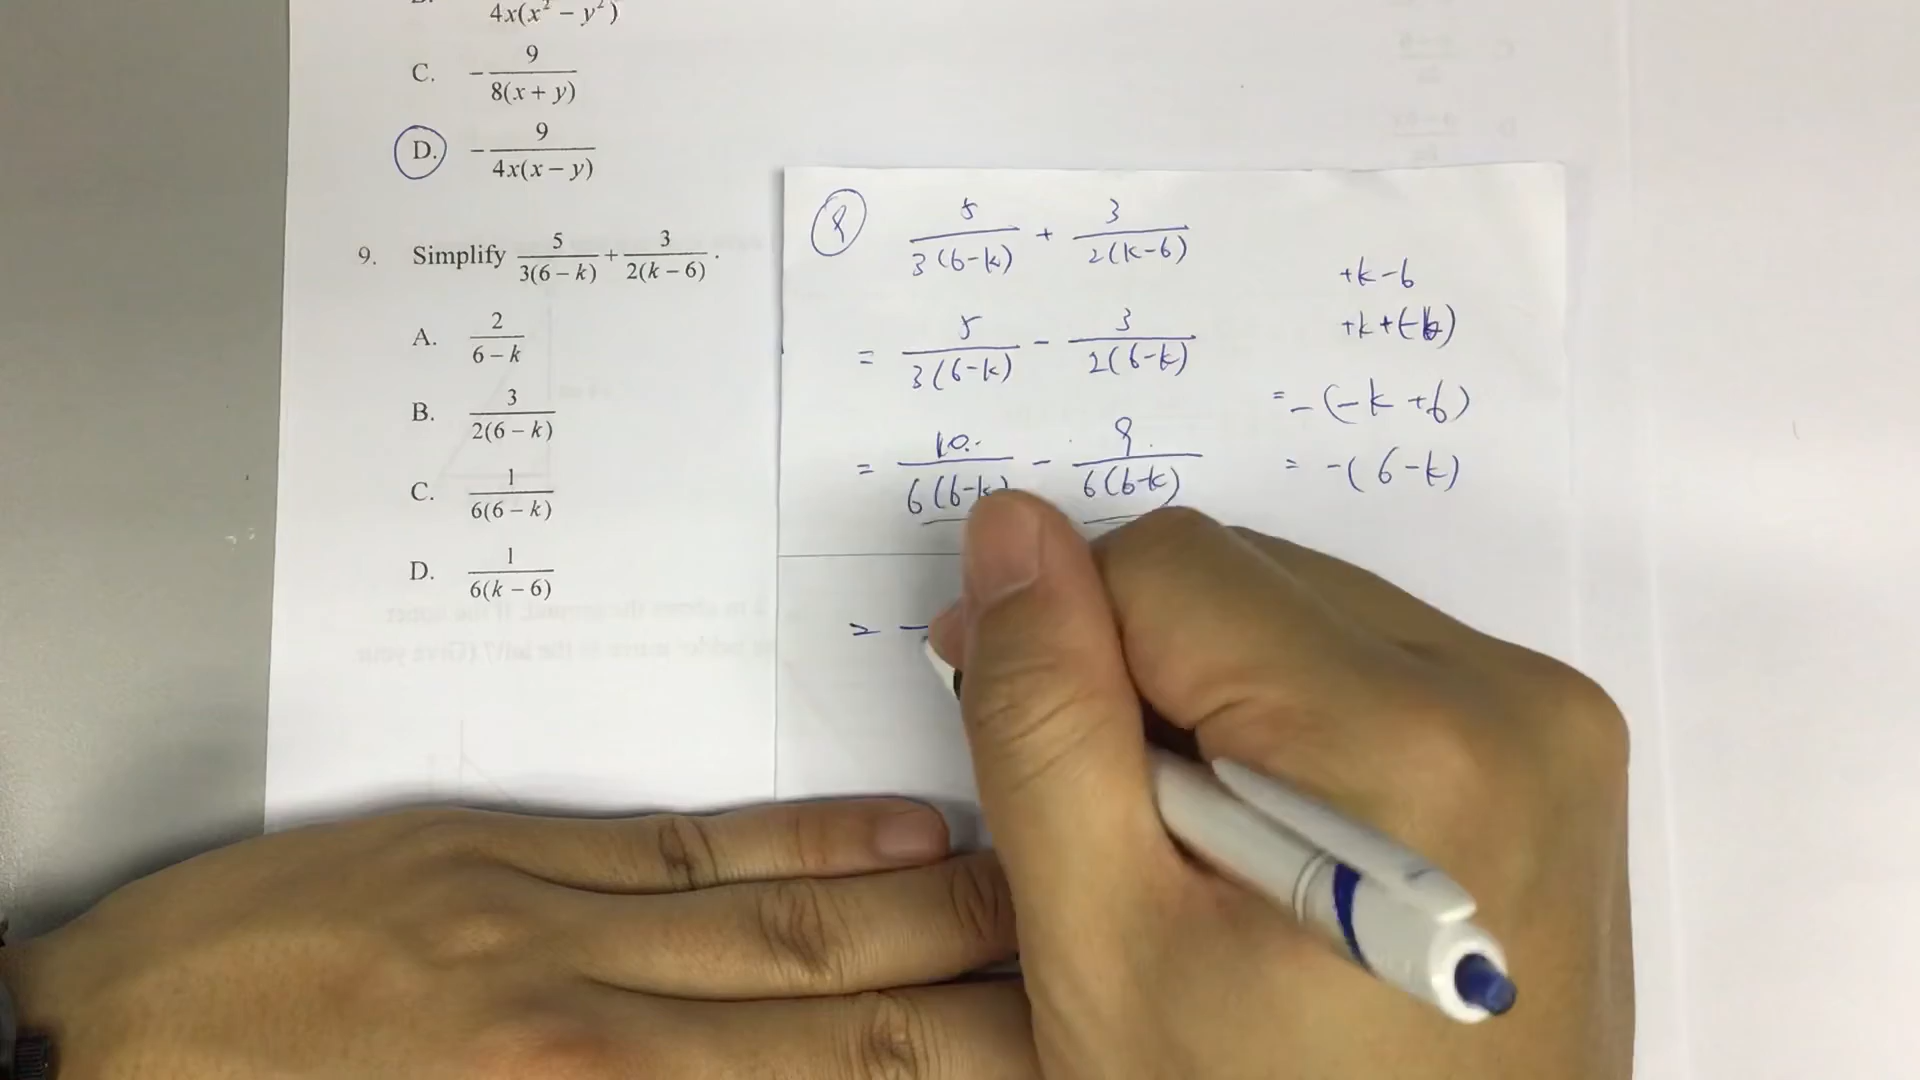 4x(x² − y²)
C. −9/8(x + y)
D. −9/4x(x − y)
9. Simplify 5/3(6 − k) + 3/2(k − 6).
A. 2/6 − k
B. 3/2(6 − k)
C. 1/6(6 − k)
D. 1/6(k − 6)
9
5/3(6-k) + 3/2(k-6)
= 5/3(6-k) − 3/2(6-k)
= 10/6(6-k) − 9/6(6-k)
=
+k-6
=-(-k+6)
= -(6-k)